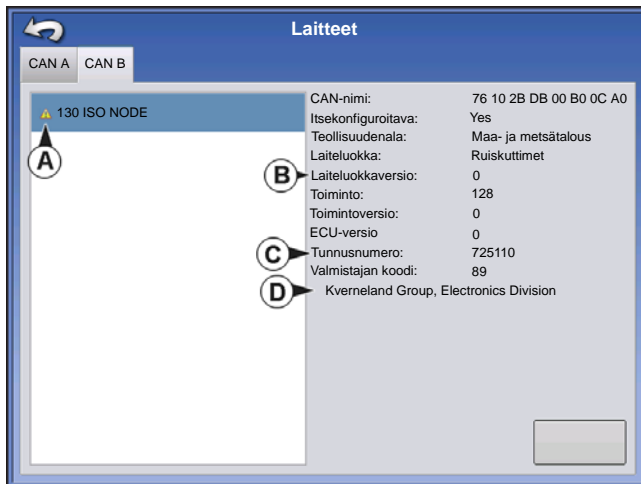 Laitteet
CAN A CAN B
130 ISO NODE
A
CAN-nimi: 76 10 2B DB 00 B0 0C A0
Itsekonfiguroitava: Yes
Teollisuudenala: Maa- ja metsätalous
Laiteluokka: Ruiskuttimet
B Laiteluokkaversio: 0
Toiminto: 128
Toimintoversio: 0
ECU-versio 0
C Tunnusnumero: 725110
Valmistajan koodi: 89
D Kverneland Group, Electronics Division